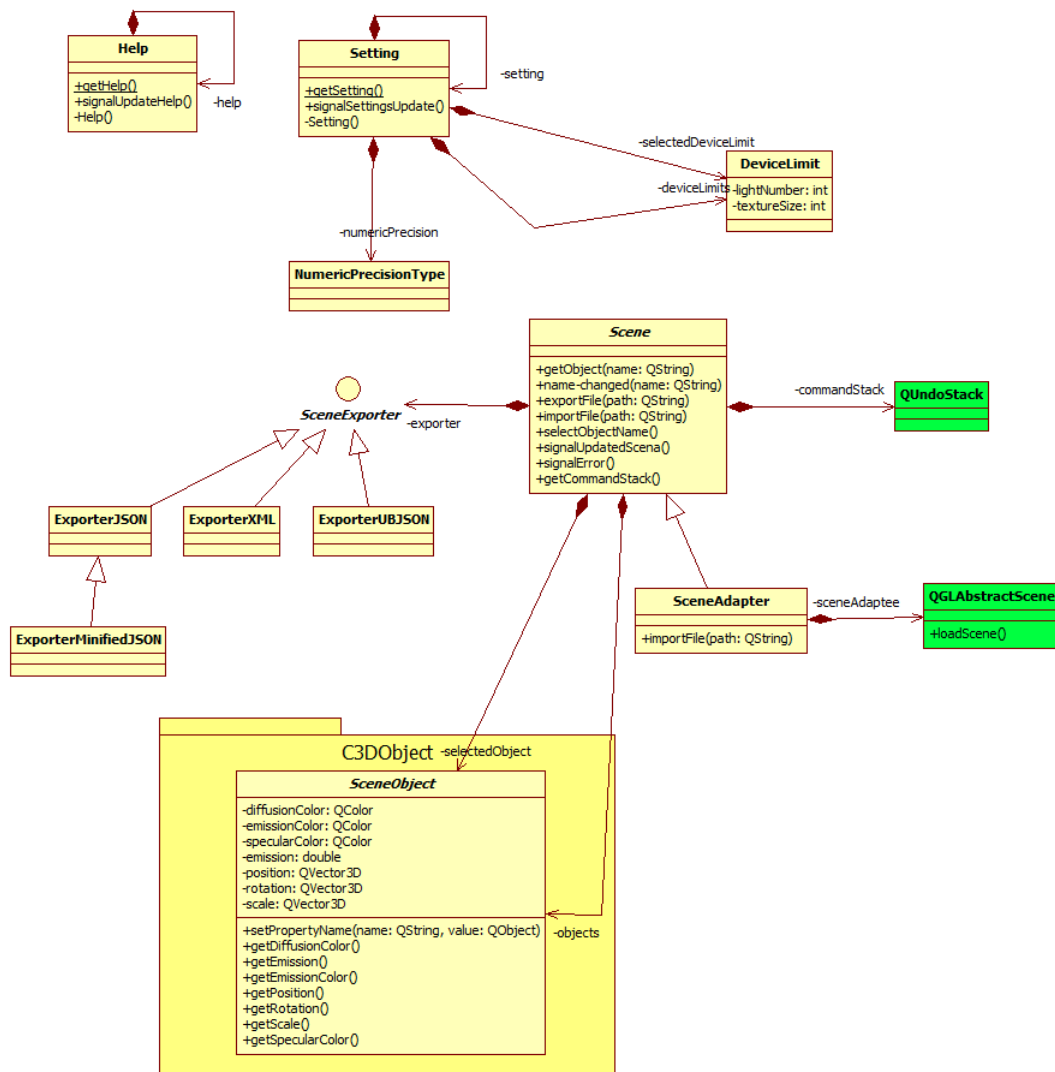 Help
+getHelp()
+signalUpdateHelp()
-Help()
-help
Setting
+getSetting()
+signalSettingsUpdate()
-Setting()
-setting
-selectedDeviceLimit
-deviceLimits
DeviceLimit
-lightNumber: int
-textureSize: int
-numericPrecision
NumericPrecisionType
Scene
+getObject(name: QString)
+name-changed(name: QString)
+exportFile(path: QString)
+importFile(path: QString)
+selectObjectName()
+signalUpdatedScena()
+signalError()
+getCommandStack()
-commandStack
QUndoStack
SceneExporter
-exporter
ExporterJSON
ExporterXML
ExporterUBJSON
ExporterMinifiedJSON
SceneAdapter
+importFile(path: QString)
-sceneAdaptee
QGLAbstractScene
+loadScene()
C3DObject
-selectedObject
SceneObject
-diffusionColor: QColor
-emissionColor: QColor
-specularColor: QColor
-emission: double
-position: QVector3D
-rotation: QVector3D
-scale: QVector3D
+setPropertyName(name: QString, value: QObject)
+getDiffusionColor()
+getEmission()
+getEmissionColor()
+getPosition()
+getRotation()
+getScale()
+getSpecularColor()
-objects